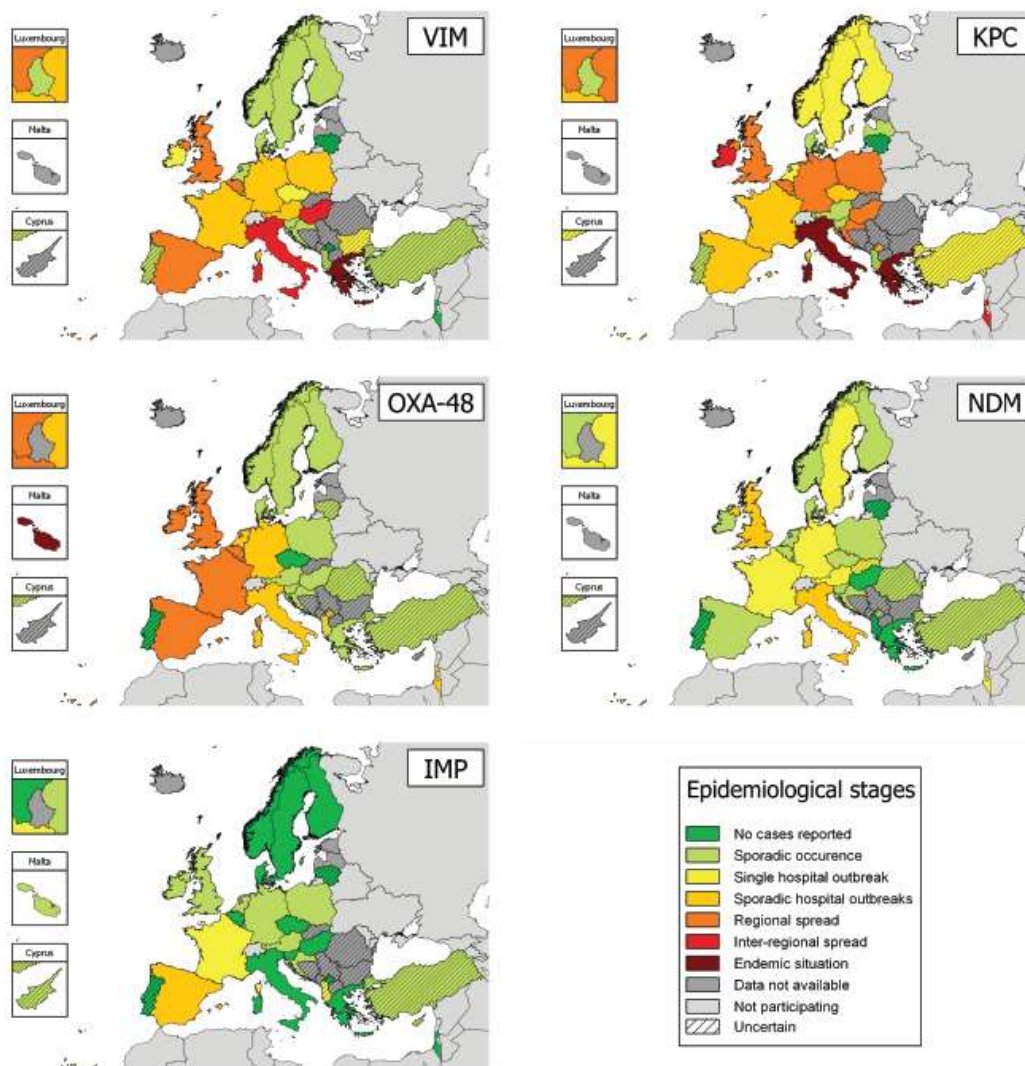 VIM
Luxembourg
Malta
Cyprus
KPC
Luxembourg
Malta
Cyprus
OXA-48
Luxembourg
Malta
Cyprus
NDM
Luxembourg
Malta
Cyprus
IMP
Luxembourg
Malta
Cyprus
Epidemiological stages
No cases reported
Sporadic occurence
Single hospital outbreak
Sporadic hospital outbreaks
Regional spread
Inter-regional spread
Endemic situation
Data not available
Not participating
Uncertain